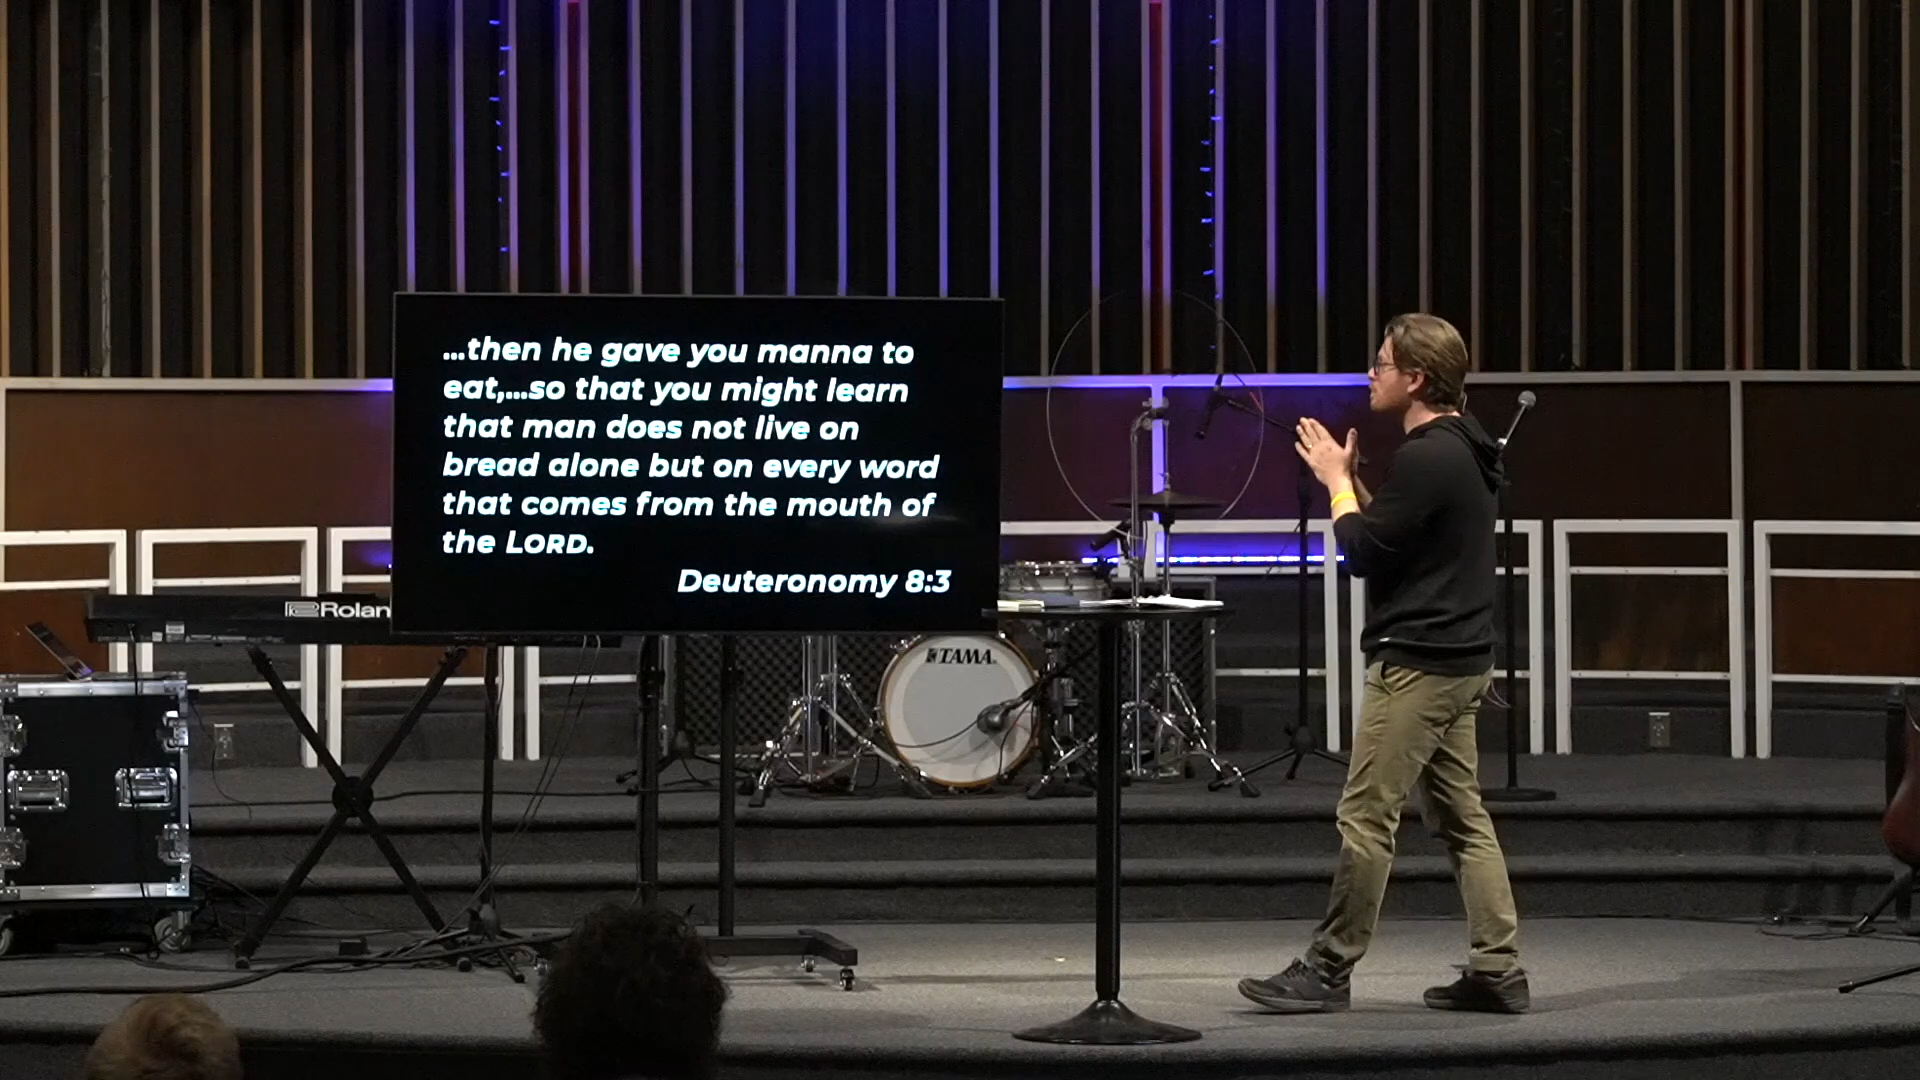 ...then he gave you manna to
eat,...so that you might learn
that man does not live on
bread alone but on every word
that comes from the mouth of
the LORD.
Deuteronomy 8:3
Rolan
TAMA